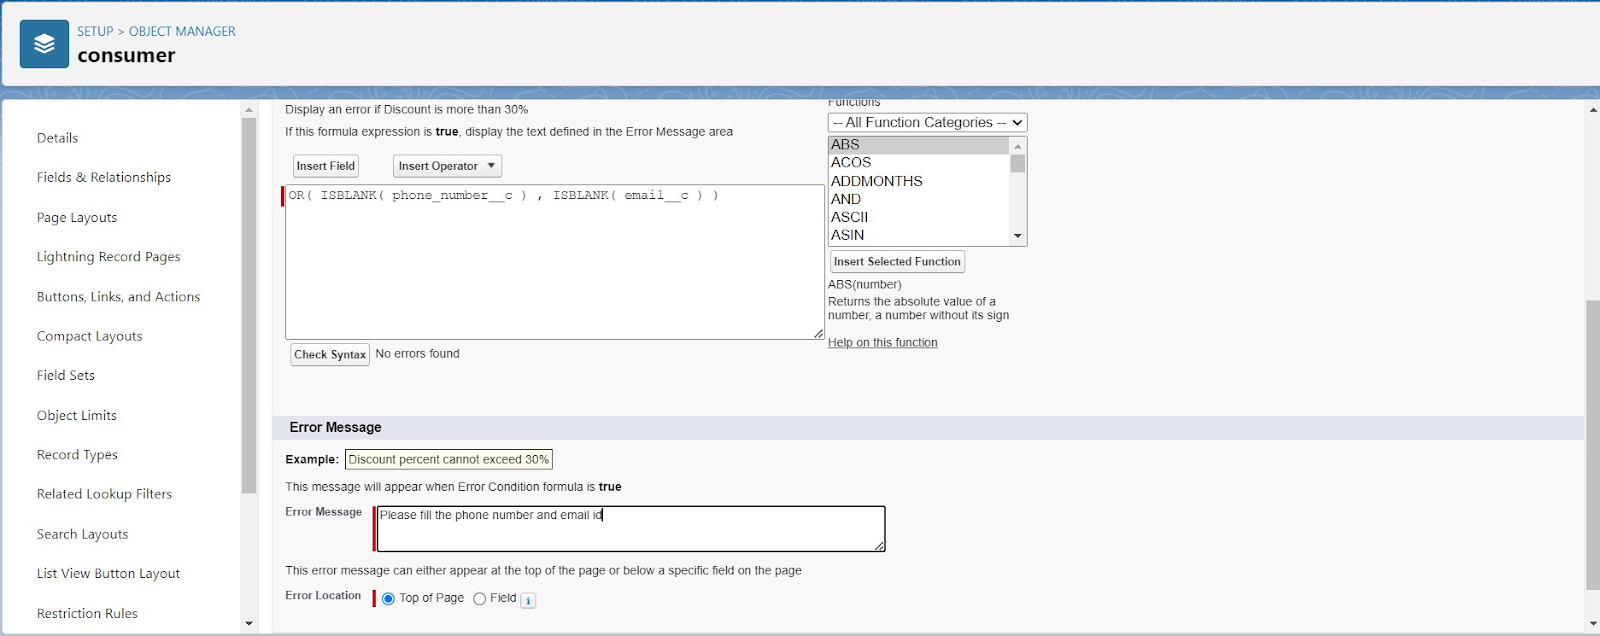 SETUP > OBJECT MANAGER
consumer
Details
Fields & Relationships
Page Layouts
Lightning Record Pages
Buttons, Links, and Actions
Compact Layouts
Field Sets
Object Limits
Record Types
Related Lookup Filters
Search Layouts
List View Button Layout
Restriction Rules
Display an error if Discount is more than 30%
If this formula expression is true, display the text defined in the Error Message area
Insert Field
Insert Operator
OR( ISBLANK( phone_number__c ) , ISBLANK( email__c ) )
Check Syntax No errors found
Functions
-- All Function Categories --
ABS
ACOS
ADDMONTHS
AND
ASCII
ASIN
Insert Selected Function
ABS(number)
Returns the absolute value of a
number, a number without its sign
Help on this function
Error Message
Example: Discount percent cannot exceed 30%
This message will appear when Error Condition formula is true
Error Message Please fill the phone number and email id
This error message can either appear at the top of the page or below a specific field on the page
Error Location Top of Page Field i